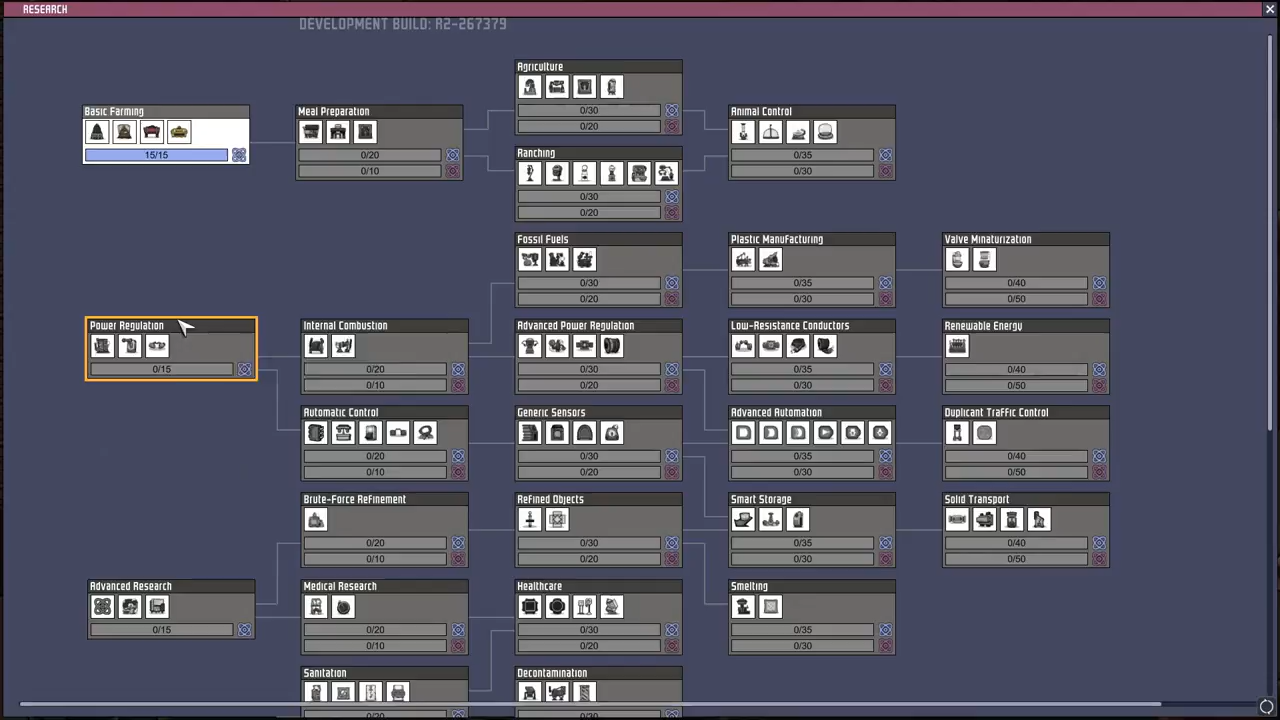 RESEARCH
DEVELOPMENT BUILD: R2-267379
Basic Farming
15/15
Meal Preparation
0/20
0/10
Agriculture
0/30
0/20
Ranching
0/30
0/20
Animal Control
0/35
0/30
Fossil Fuels
0/30
0/20
Plastic Manufacturing
0/35
0/30
Valve Minaturization
0/40
0/50
Power Regulation
0/15
Internal Combustion
0/20
0/10
Advanced Power Regulation
0/30
0/20
Low-Resistance Conductors
0/35
0/30
Renewable Energy
0/40
0/50
Automatic Control
0/20
0/10
Generic Sensors
0/30
0/20
Advanced Automation
0/35
0/30
Duplicant Traffic Control
0/40
0/50
Brute-Force Refinement
0/20
0/10
Refined Objects
0/30
0/20
Smart Storage
0/35
0/30
Solid Transport
0/40
0/50
Advanced Research
0/15
Medical Research
0/20
0/10
Healthcare
0/30
0/20
Smelting
0/35
0/30
Sanitation
0/20
Decontamination
0/30